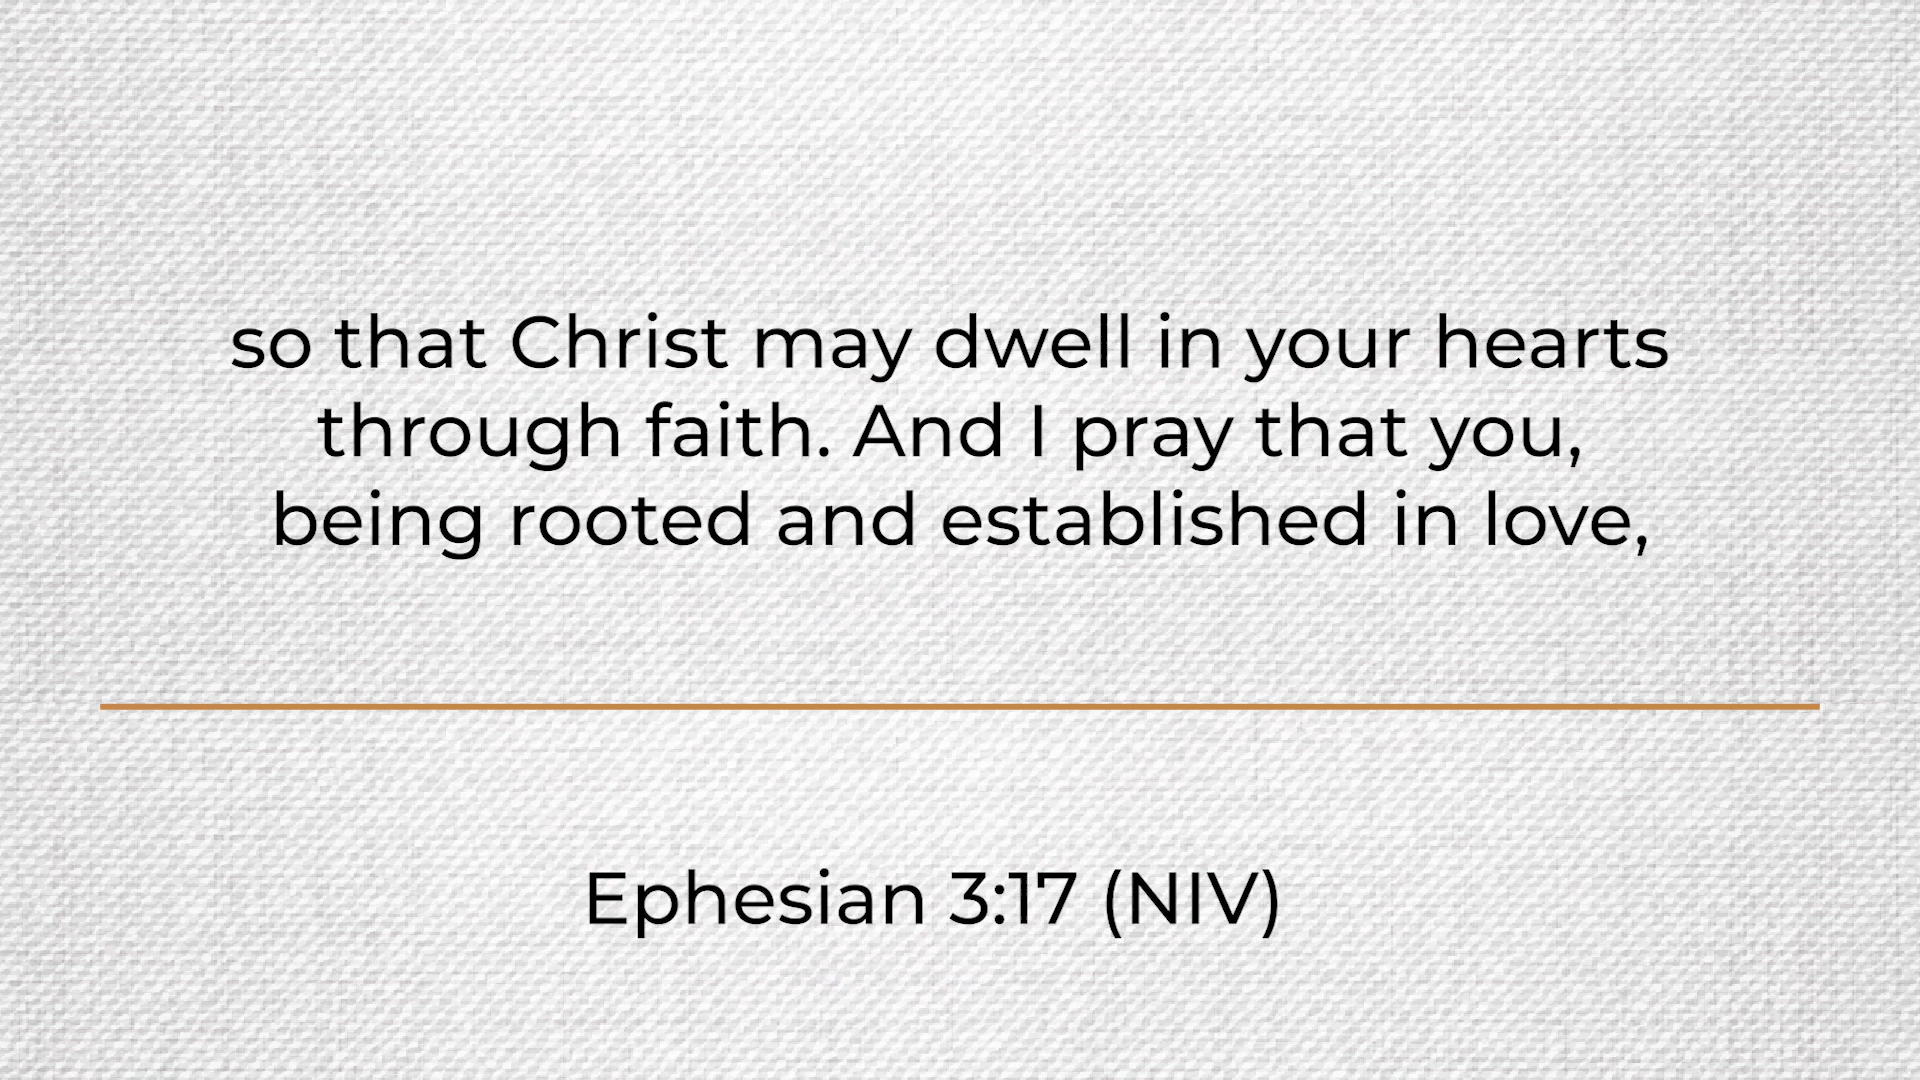 so that Christ may dwell in your hearts
through faith. And I pray that you,
being rooted and established in love,
Ephesian 3:17 (NIV)